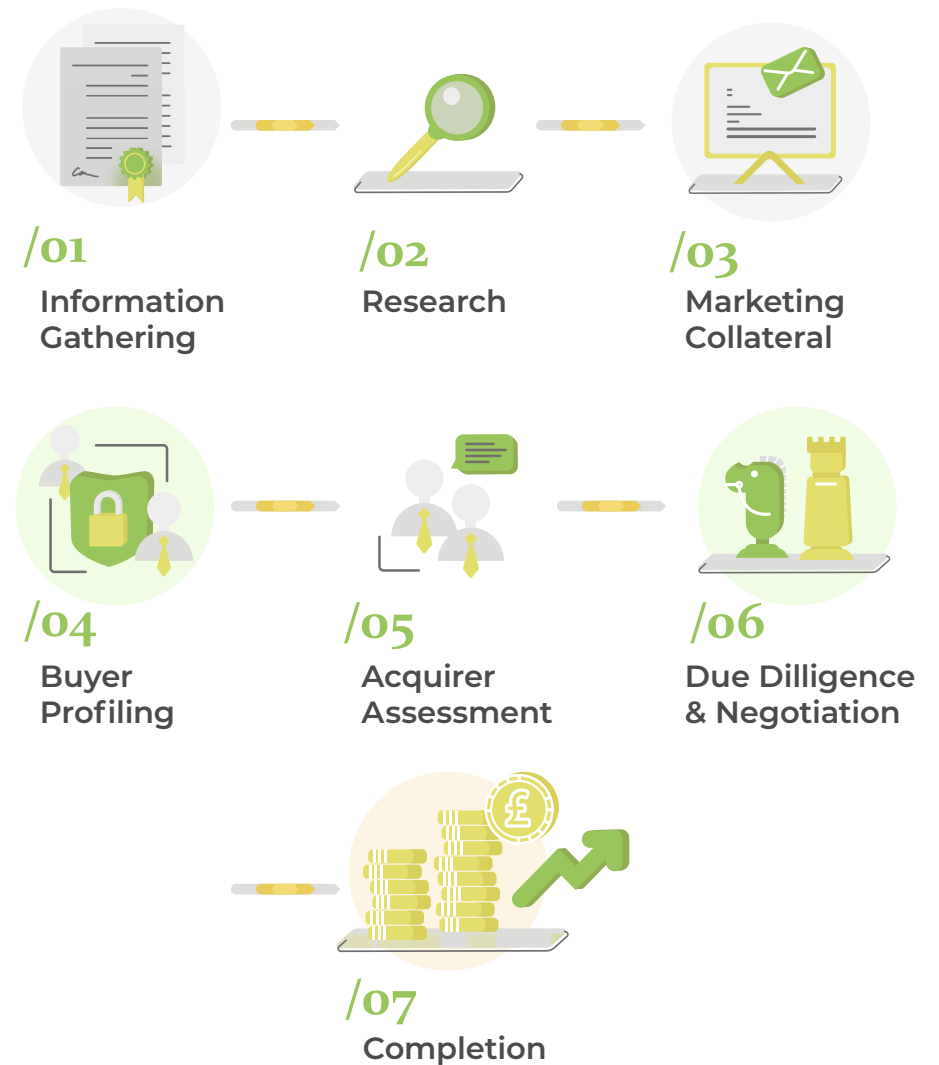 /01
Information
Gathering
/02
Research
/03
Marketing
Collateral
/04
Buyer
Profiling
/05
Acquirer
Assessment
/06
Due Dilligence
& Negotiation
£
/07
Completion